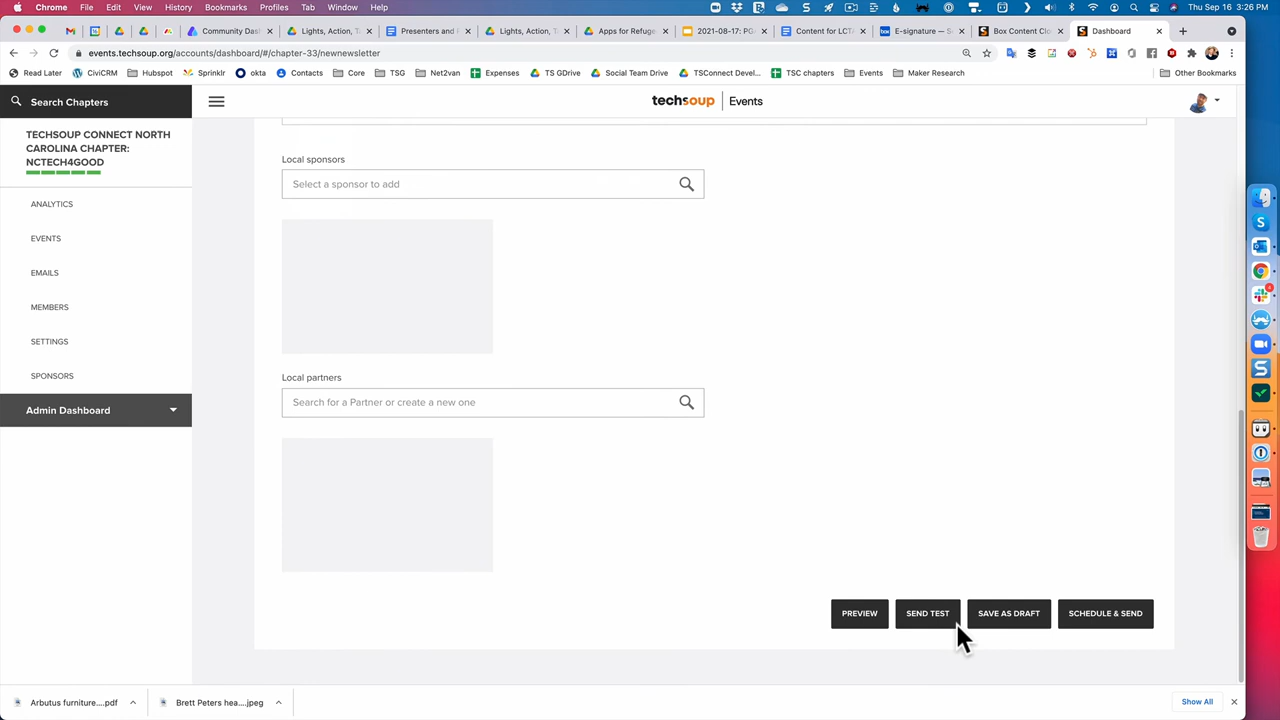 Chrome File Edit View History Bookmarks Profiles Tab Window Help Thu Sep 16 3:26 PM
Community Das Lights, Action, Ta Presenters and F Lights, Action, T Apps for Refuge 2021-08-17: PG Content for LCTA E-signature — S Box Content Clo Dashboard
events.techsoup.org/accounts/dashboard/#/chapter-33/newnewsletter
Read Later CiviCRM Hubspot Sprinklr okta Contacts Core TSG Net2van Expenses TS GDrive Social Team Drive TSConnect Devel... TSC chapters Events Maker Research Other Bookmarks
Search Chapters
techsoup Events
TECHSOUP CONNECT NORTH
CAROLINA CHAPTER:
NCTECH4GOOD
ANALYTICS
EVENTS
EMAILS
MEMBERS
SETTINGS
SPONSORS
Admin Dashboard
Local sponsors
Select a sponsor to add
Local partners
Search for a Partner or create a new one
PREVIEW SEND TEST SAVE AS DRAFT SCHEDULE & SEND
Arbutus furniture....pdf Brett Peters hea....jpeg Show All